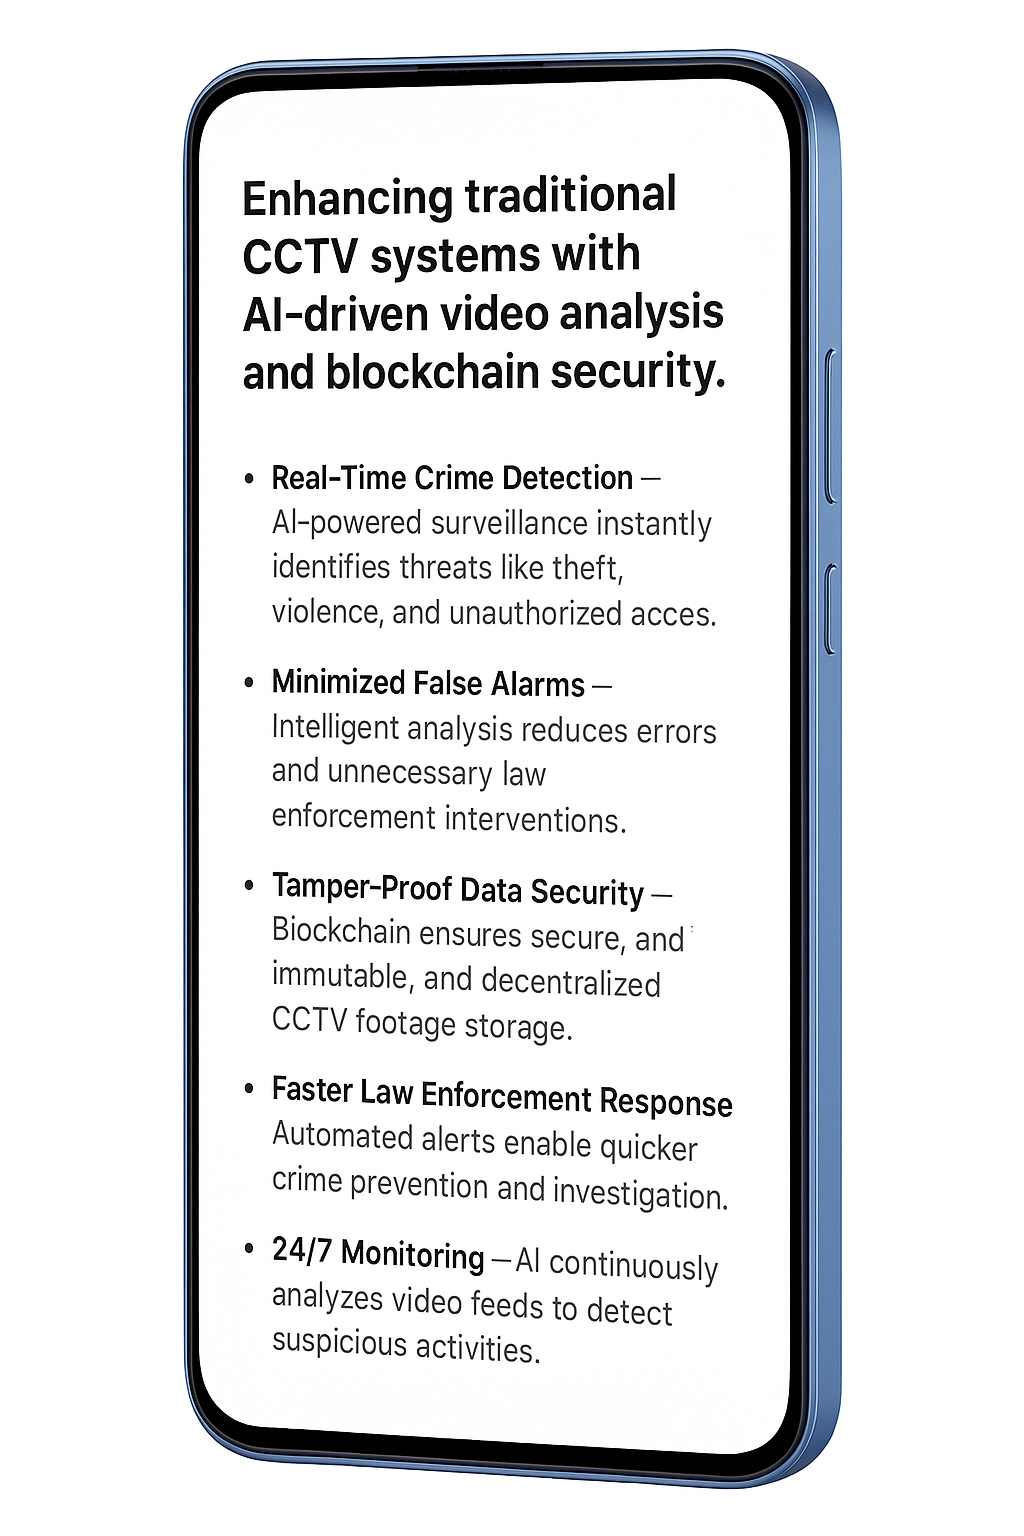 Enhancing traditional
CCTV systems with
AI-driven video analysis
and blockchain security.
• Real-Time Crime Detection —
AI-powered surveillance instantly
identifies threats like theft,
violence, and unauthorized acces.
• Minimized False Alarms —
Intelligent analysis reduces errors
and unnecessary law
enforcement interventions.
• Tamper-Proof Data Security —
Biockchain ensures secure, and
immutable, and decentralized
CCTV footage storage.
• Faster Law Enforcement Response
Automated alerts enable quicker
crime prevention and investigation.
• 24/7 Monitoring — AI continuously
analyzes video feeds to detect
suspicious activities.